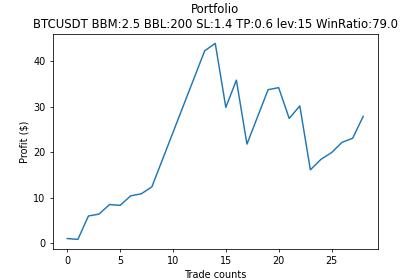 Portfolio
BTCUSDT BBM:2.5 BBL:200 SL:1.4 TP:0.6 lev:15 WinRatio:79.0
40
30
20
10
0
Profit ($)
0 5 10 15 20 25
Trade counts